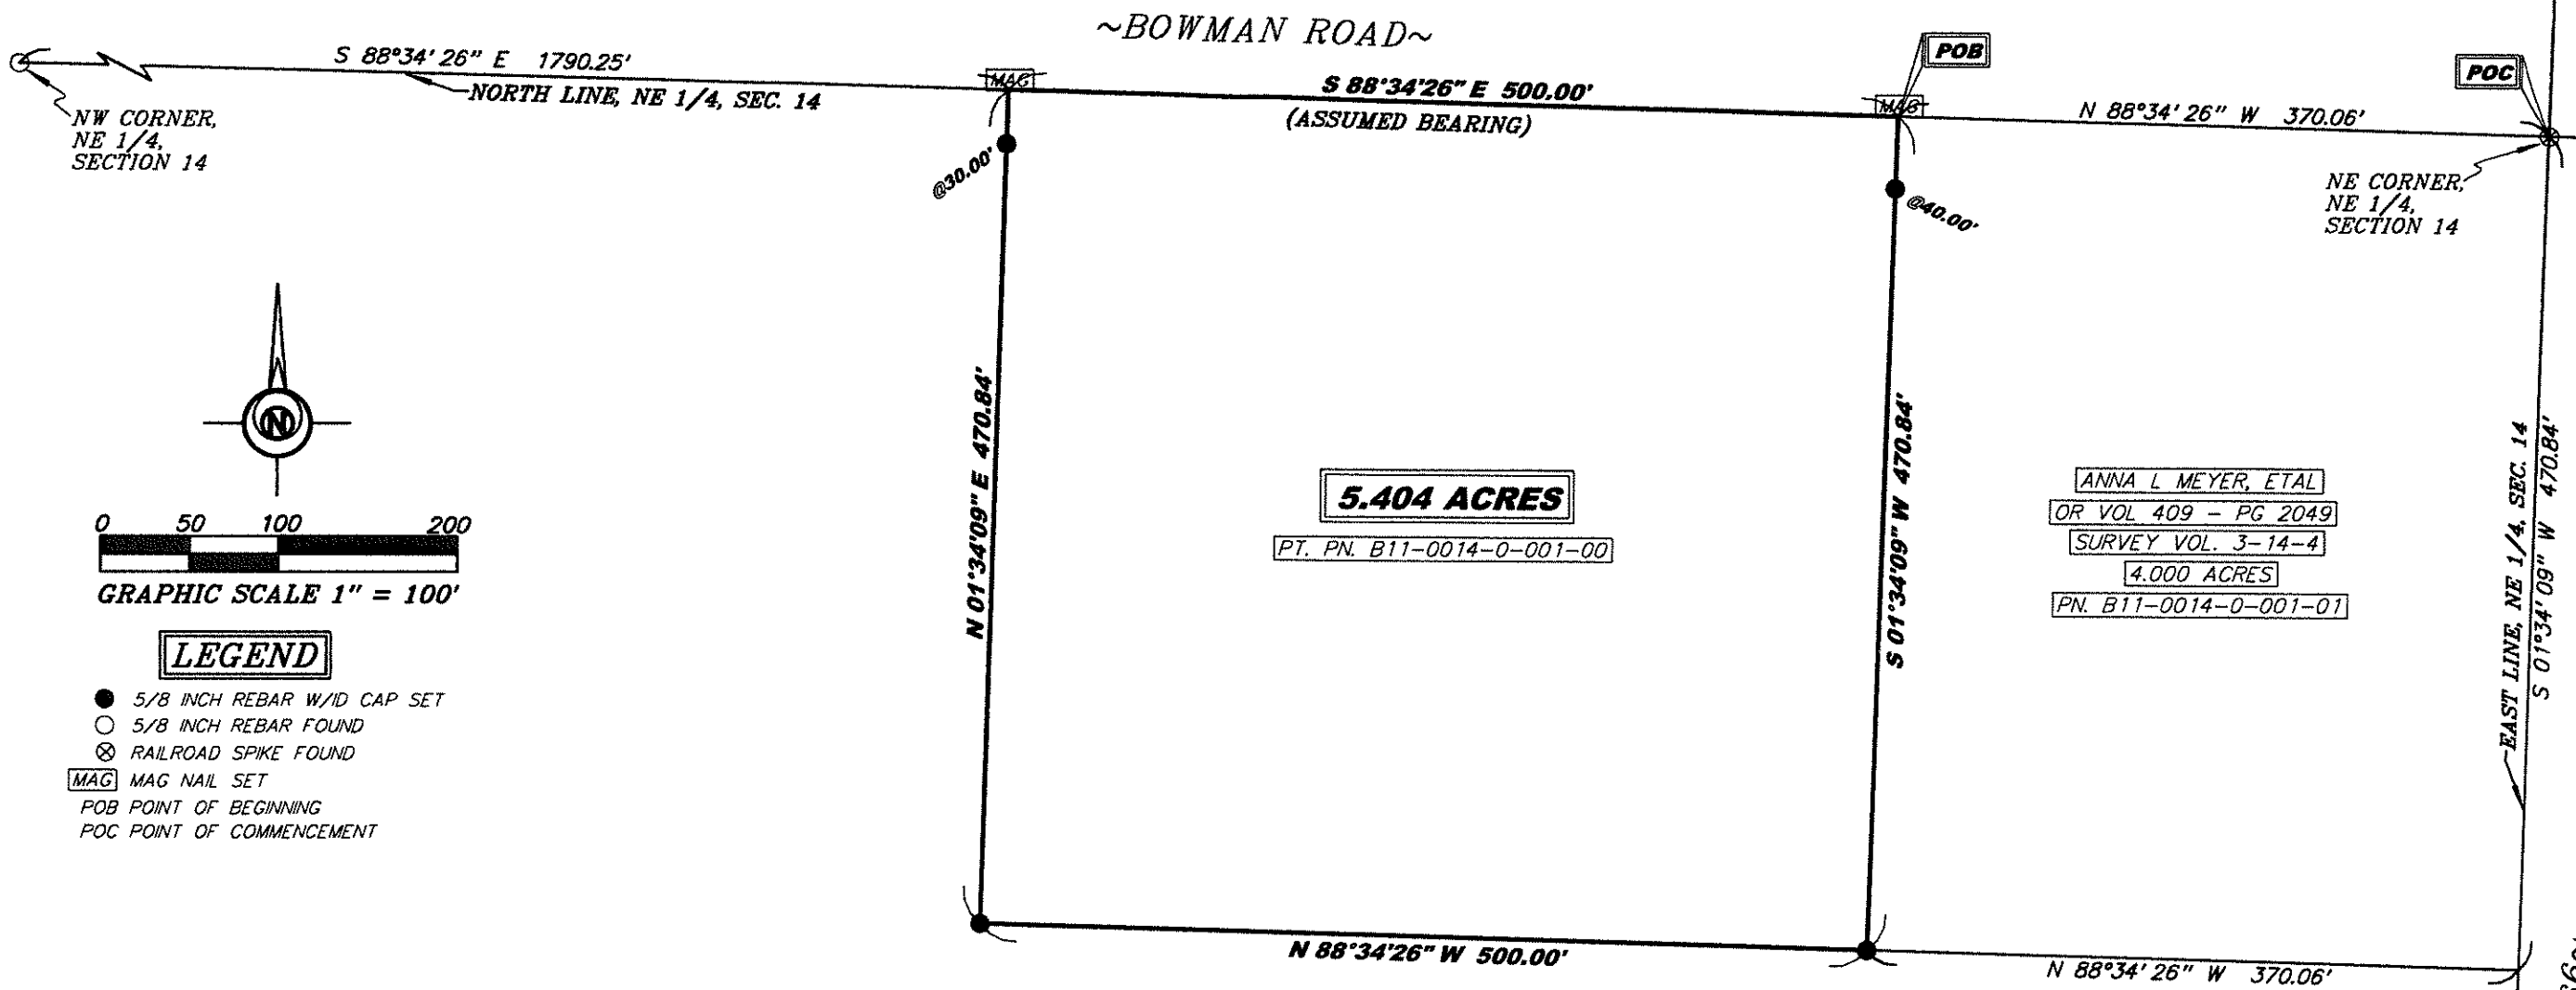 ~BOWMAN ROAD~
S 88°34'26" E 1790.25'
NORTH LINE, NE 1/4, SEC. 14
NW CORNER,
NE 1/4,
SECTION 14
MAG
S 88°34'26" E 500.00'
(ASSUMED BEARING)
MAG
POB
POC
N 88°34'26" W 370.06'
NE CORNER,
NE 1/4,
SECTION 14
@30.00'
@40.00'
N
0 50 100 200
GRAPHIC SCALE 1" = 100'
LEGEND
5/8 INCH REBAR W/ID CAP SET
5/8 INCH REBAR FOUND
RAILROAD SPIKE FOUND
MAG MAG NAIL SET
POB POINT OF BEGINNING
POC POINT OF COMMENCEMENT
N 01°34'09" E 470.84'
5.404 ACRES
PT. PN. B11-0014-0-001-00
S 01°34'09" W 470.84'
ANNA L MEYER, ETAL
OR VOL 409 - PG 2049
SURVEY VOL. 3-14-4
4.000 ACRES
PN. B11-0014-0-001-01
EAST LINE, NE 1/4, SEC. 14
S 01°34'09" W 470.84'
N 88°34'26" W 500.00'
N 88°34'26" W 370.06'